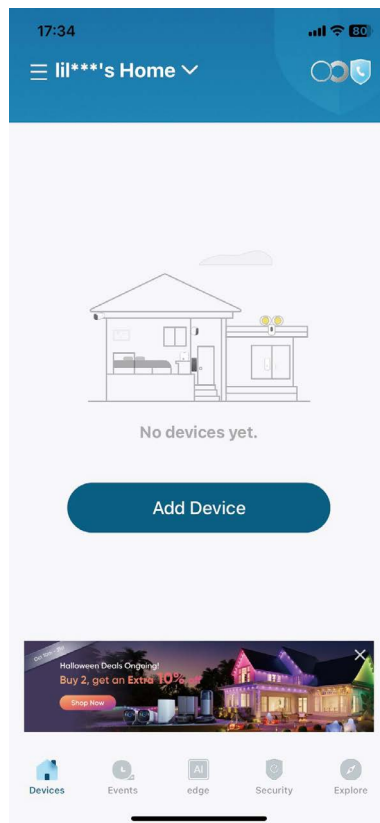 17:34
80
lil***'s Home
No devices yet.
Add Device
Halloween Deals Ongoing!
Buy 2, get an Extra 10% off
Shop Now
Devices
Events
AI
edge
Security
Explore